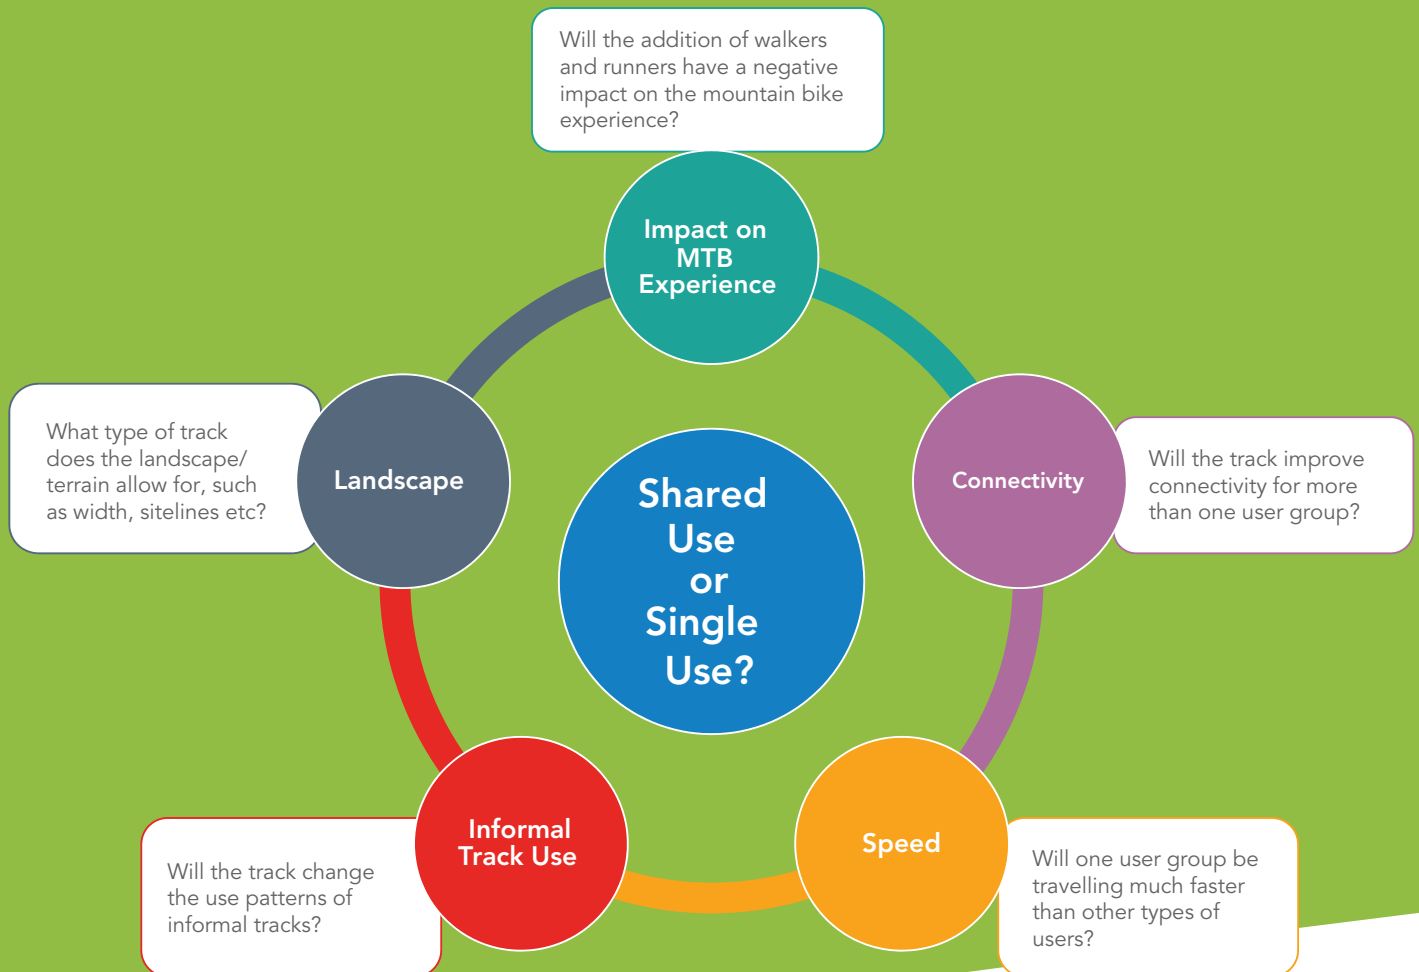 Will the addition of walkers
and runners have a negative
impact on the mountain bike
experience?
Impact on
MTB
Experience
Connectivity
Will the track improve
connectivity for more
than one user group?
Speed
Will one user group be
travelling much faster
than other types of
users?
Informal
Track Use
Will the track change
the use patterns of
informal tracks?
Landscape
What type of track
does the landscape/
terrain allow for, such
as width, sitelines etc?
Shared
Use
or
Single
Use?